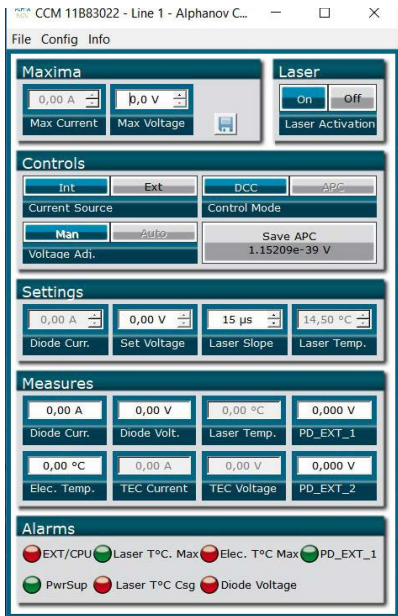 CCM 11B83022 - Line 1 - Alphanov C...
File Config Info
Maxima
0,00 A
0,0 V
Max Current Max Voltage
Laser
On Off
Laser Activation
Controls
Int Ext
Current Source
DCC APC
Control Mode
Man Auto
Voltage Adj.
Save APC
1.15209e-39 V
Settings
0,00 A 0,00 V 15 µs 14,50 °C
Diode Curr. Set Voltage Laser Slope Laser Temp.
Measures
0,00 A 0,00 V 0,00 °C 0,000 V
Diode Curr. Diode Volt. Laser Temp. PD_EXT_1
0,00 °C 0,00 A 0,00 V 0,000 V
Elec. Temp. TEC Current TEC Voltage PD_EXT_2
Alarms
EXT/CPU Laser T°C. Max Elec. T°C Max PD_EXT_1
PwrSup Laser T°C Csg Diode Voltage